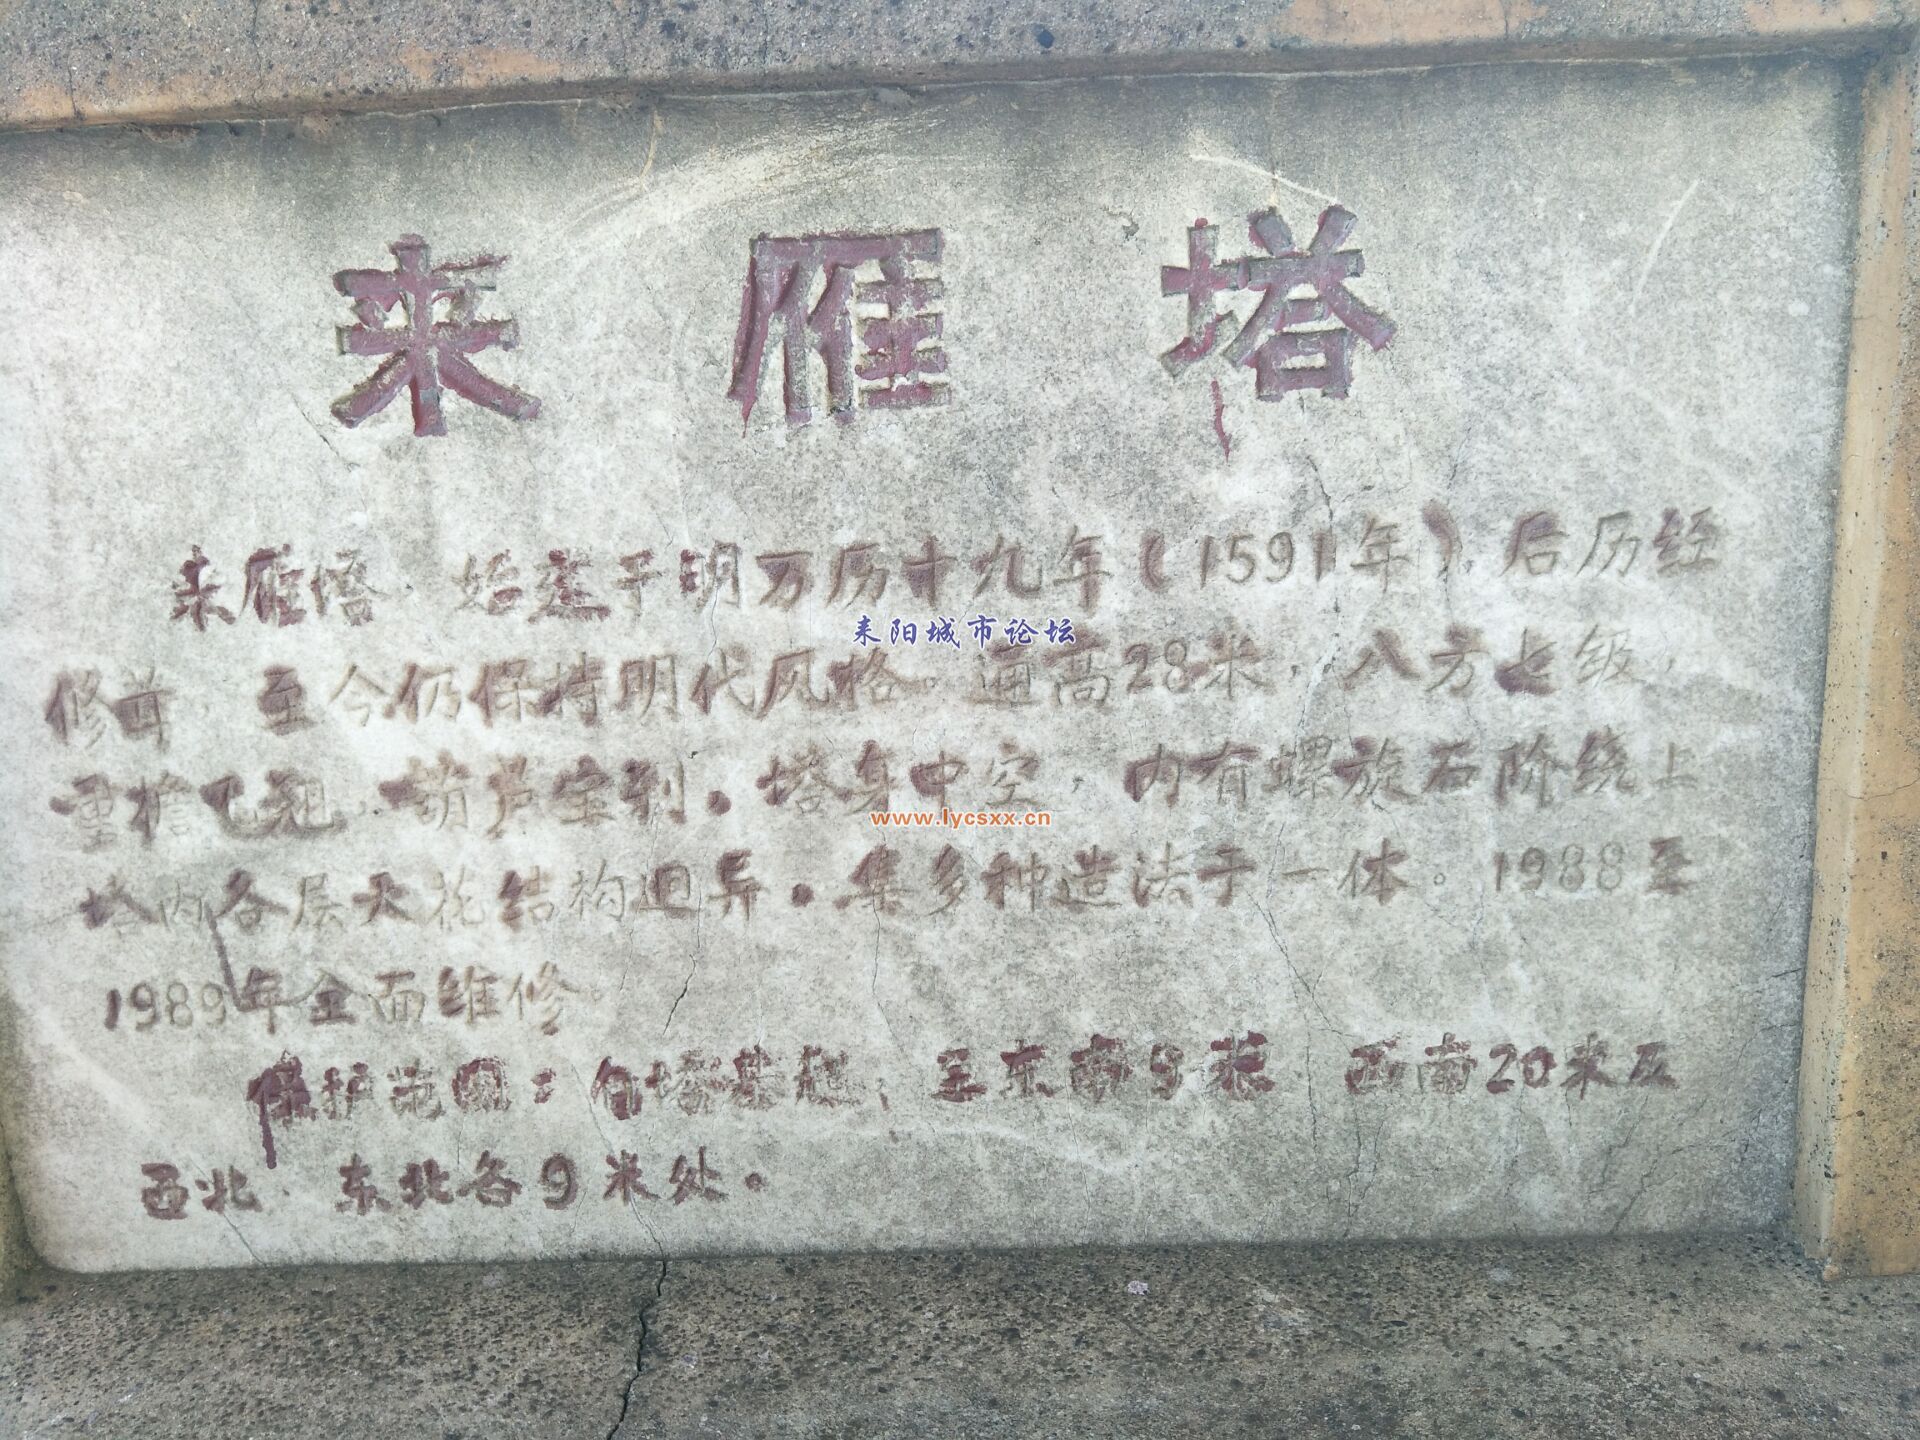 来雁塔
来雁塔，始建于明万历十九年(1591年)，后历经
修葺，至今仍保持明代风格。通高28米，八方七级，
重檐飞翘，葫芦宝刹。塔身中空，内有螺旋石阶绕上
塔内各层天花结构迥异，集多种造法于一体。1988至
1989年全面维修。
保护范围：自塔基起，至东南9米 西南20米及
西北、东北各9米处。
耒阳城市论坛
www.lycsxx.cn